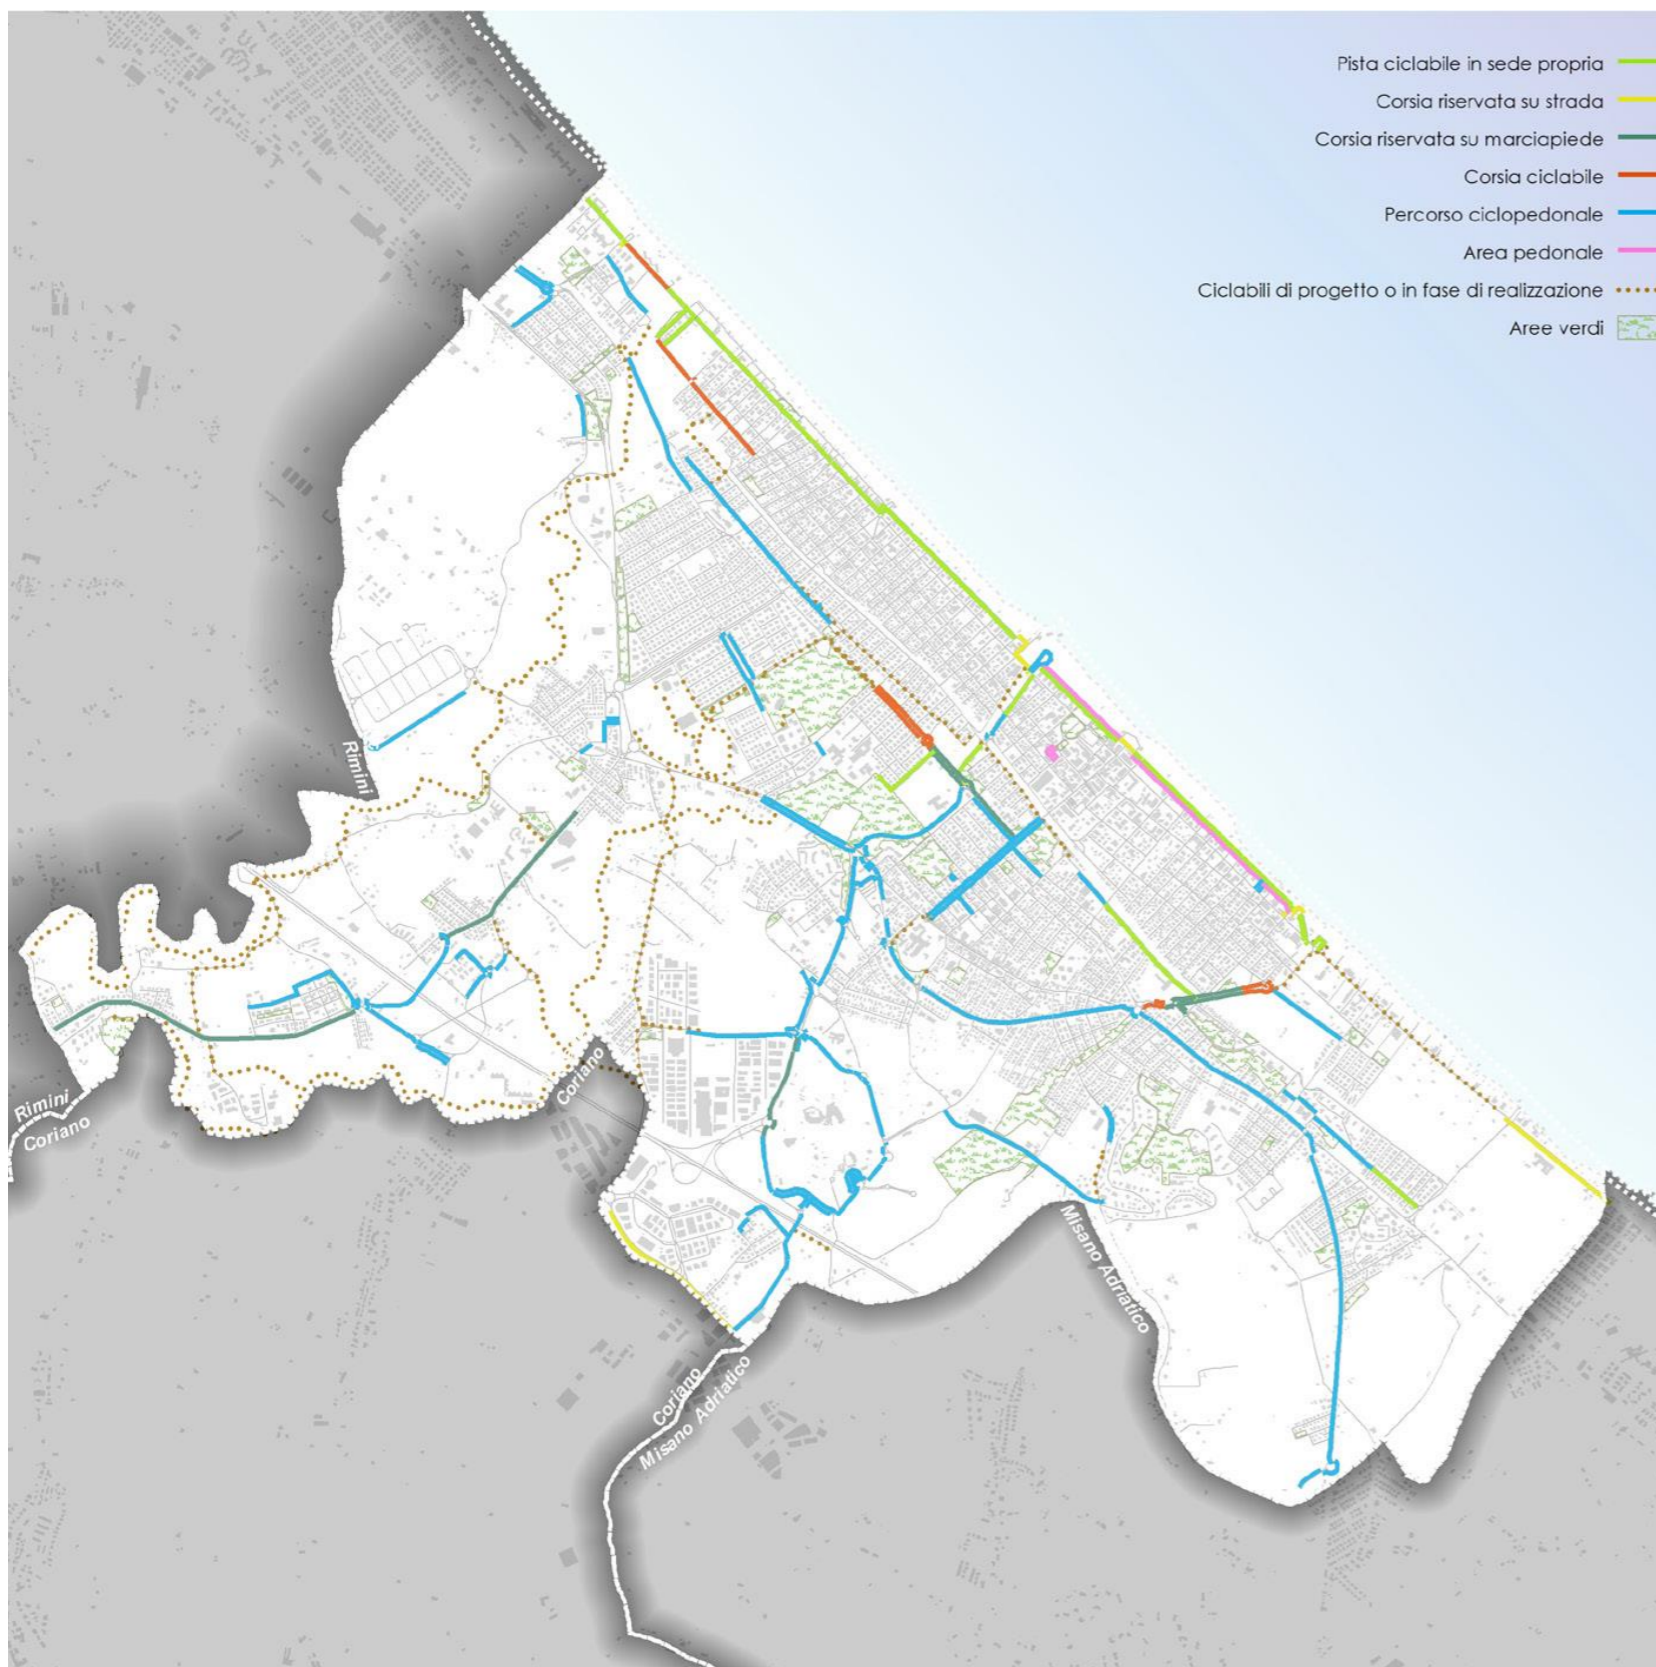 Pista ciclabile in sede propria
Corsia riservata su strada
Corsia riservata su marciapiede
Corsia ciclabile
Percorso ciclopedonale
Area pedonale
Ciclabili di progetto o in fase di realizzazione
Aree verdi
Rimini
Rimini
Coriano
Coriano
Misano Adriatico
Coriano
Misano Adriatico